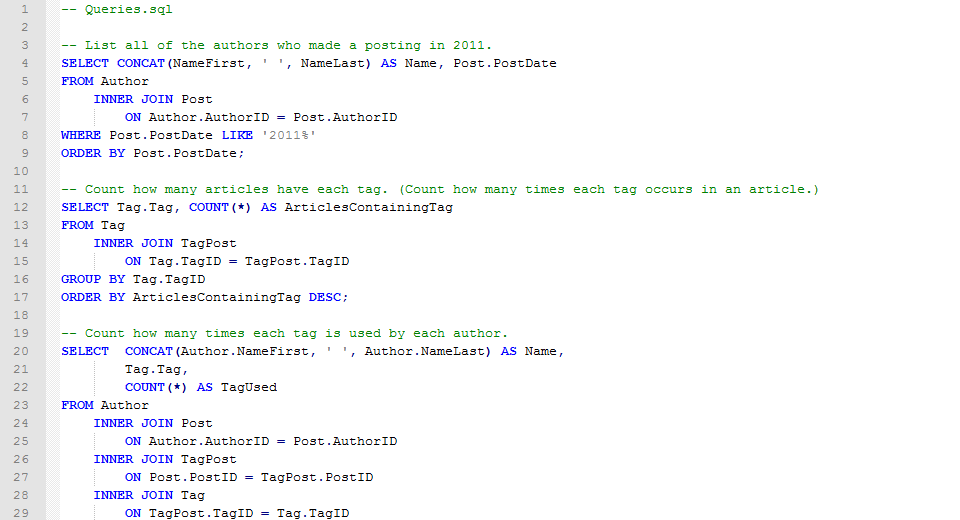 1 -- Queries.sql
2
3 -- List all of the authors who made a posting in 2011.
4 SELECT CONCAT(NameFirst, ' ', NameLast) AS Name, Post.PostDate
5 FROM Author
6     INNER JOIN Post
7         ON Author.AuthorID = Post.AuthorID
8 WHERE Post.PostDate LIKE '2011%'
9 ORDER BY Post.PostDate;
10
11 -- Count how many articles have each tag. (Count how many times each tag occurs in an article.)
12 SELECT Tag.Tag, COUNT(*) AS ArticlesContainingTag
13 FROM Tag
14     INNER JOIN TagPost
15         ON Tag.TagID = TagPost.TagID
16 GROUP BY Tag.TagID
17 ORDER BY ArticlesContainingTag DESC;
18
19 -- Count how many times each tag is used by each author.
20 SELECT  CONCAT(Author.NameFirst, ' ', Author.NameLast) AS Name,
21         Tag.Tag,
22         COUNT(*) AS TagUsed
23 FROM Author
24     INNER JOIN Post
25         ON Author.AuthorID = Post.AuthorID
26     INNER JOIN TagPost
27         ON Post.PostID = TagPost.PostID
28     INNER JOIN Tag
29         ON TagPost.TagID = Tag.TagID